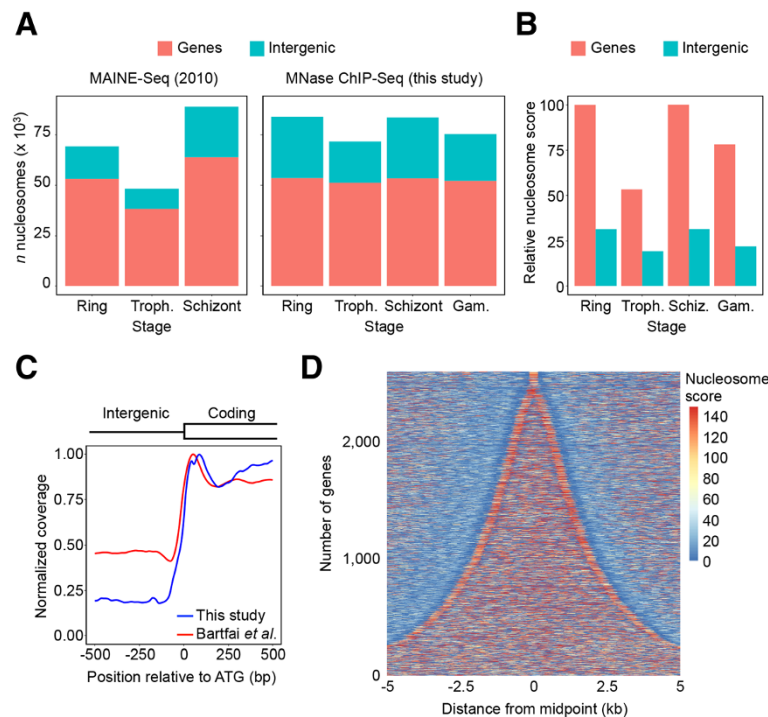 A
Genes Intergenic
MAINE-Seq (2010) MNase ChIP-Seq (this study)
n nucleosomes (x 10³)
75
50
25
0
Ring Troph. Schizont
Stage
Ring Troph. Schizont Gam.
Stage
B
Genes Intergenic
Relative nucleosome score
100
75
50
25
0
Ring Troph. Schiz. Gam.
Stage
C
Intergenic Coding
Normalized coverage
1.00
0.75
0.50
0.25
0.00
This study
Bartfai et al.
-500 -250 0 250 500
Position relative to ATG (bp)
D
Nucleosome
score
140
120
100
80
60
40
20
0
Number of genes
2,000
1,000
0
-5 -2.5 0 2.5 5
Distance from midpoint (kb)